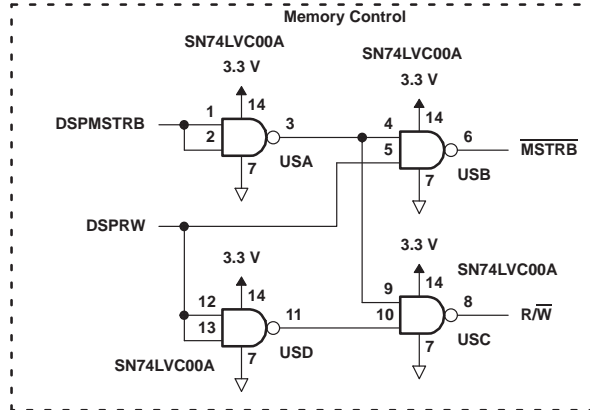 Memory Control
SN74LVC00A
SN74LVC00A
3.3 V
3.3 V
14
14
DSPMSTRB
1
2
3
4
5
6
MSTRB
7
USA
7
USB
DSPRW
3.3 V
3.3 V
SN74LVC00A
14
14
12
13
11
9
10
8
R/W
7
USD
7
USC
SN74LVC00A